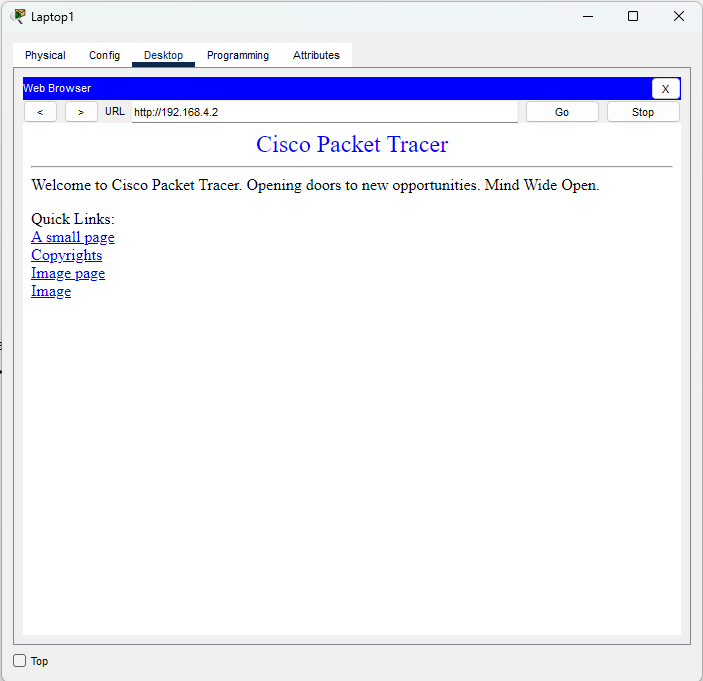 Laptop1
Physical Config Desktop Programming Attributes
Web Browser X
< > URL http://192.168.4.2 Go Stop
Cisco Packet Tracer
Welcome to Cisco Packet Tracer. Opening doors to new opportunities. Mind Wide Open.
Quick Links:
A small page
Copyrights
Image page
Image
Top